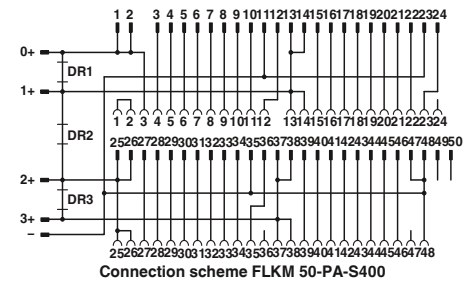 1 2 3 4 5 6 7 8 9 10 11 12 13 14 15 16 17 18 19 20 21 22 23 24
0+
DR1
1+
1 2 3 4 5 6 7 8 9 10 11 12 13 14 15 16 17 18 19 20 21 22 23 24
DR2
25 26 27 28 29 30 31 32 33 34 35 36 37 38 39 40 41 42 43 44 45 46 47 48 49 50
2+
DR3
3+
–
25 26 27 28 29 30 31 32 33 34 35 36 37 38 39 40 41 42 43 44 45 46 47 48
Connection scheme FLKM 50-PA-S400